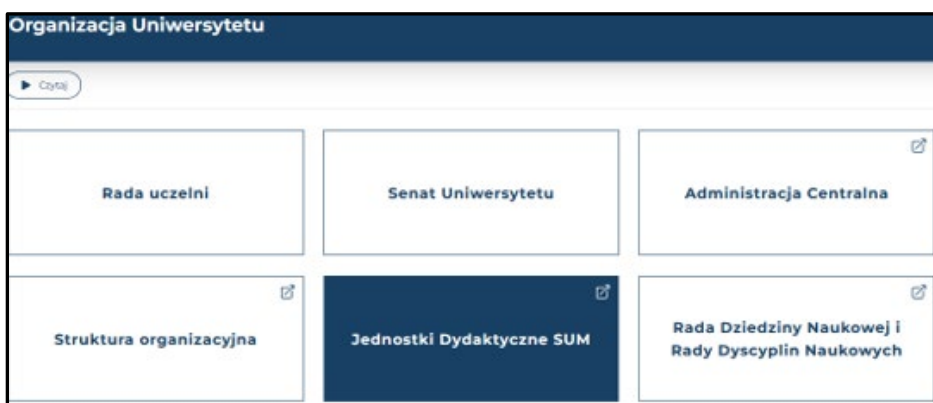 Organizacja Uniwersytetu
Czytaj
Rada uczelni
Senat Uniwersytetu
Administracja Centralna
Struktura organizacyjna
Jednostki Dydaktyczne SUM
Rada Dziedziny Naukowej i
Rady Dyscyplin Naukowych